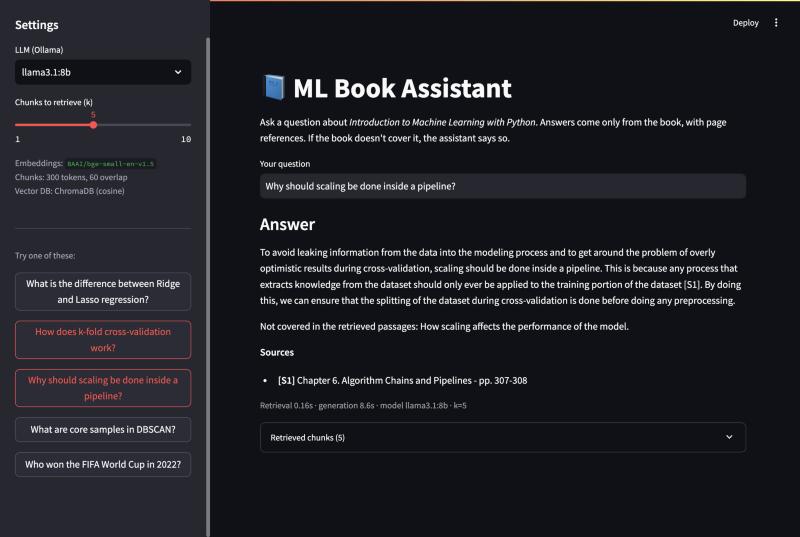 Settings
LLM (Ollama)
llama3.1:8b
Chunks to retrieve (k)
5
1
10
Embeddings: BAAI/bge-small-en-v1.5
Chunks: 300 tokens, 60 overlap
Vector DB: ChromaDB (cosine)
Try one of these:
What is the difference between Ridge
and Lasso regression?
How does k-fold cross-validation
work?
Why should scaling be done inside a
pipeline?
What are core samples in DBSCAN?
Who won the FIFA World Cup in 2022?
Deploy
ML Book Assistant
Ask a question about Introduction to Machine Learning with Python. Answers come only from the book, with page
references. If the book doesn't cover it, the assistant says so.
Your question
Why should scaling be done inside a pipeline?
Answer
To avoid leaking information from the data into the modeling process and to get around the problem of overly
optimistic results during cross-validation, scaling should be done inside a pipeline. This is because any process that
extracts knowledge from the dataset should only ever be applied to the training portion of the dataset [S1]. By doing
this, we can ensure that the splitting of the dataset during cross-validation is done before doing any preprocessing.
Not covered in the retrieved passages: How scaling affects the performance of the model.
Sources
• [S1] Chapter 6. Algorithm Chains and Pipelines - pp. 307-308
Retrieval 0.16s · generation 8.6s · model llama3.1:8b · k=5
Retrieved chunks (5)